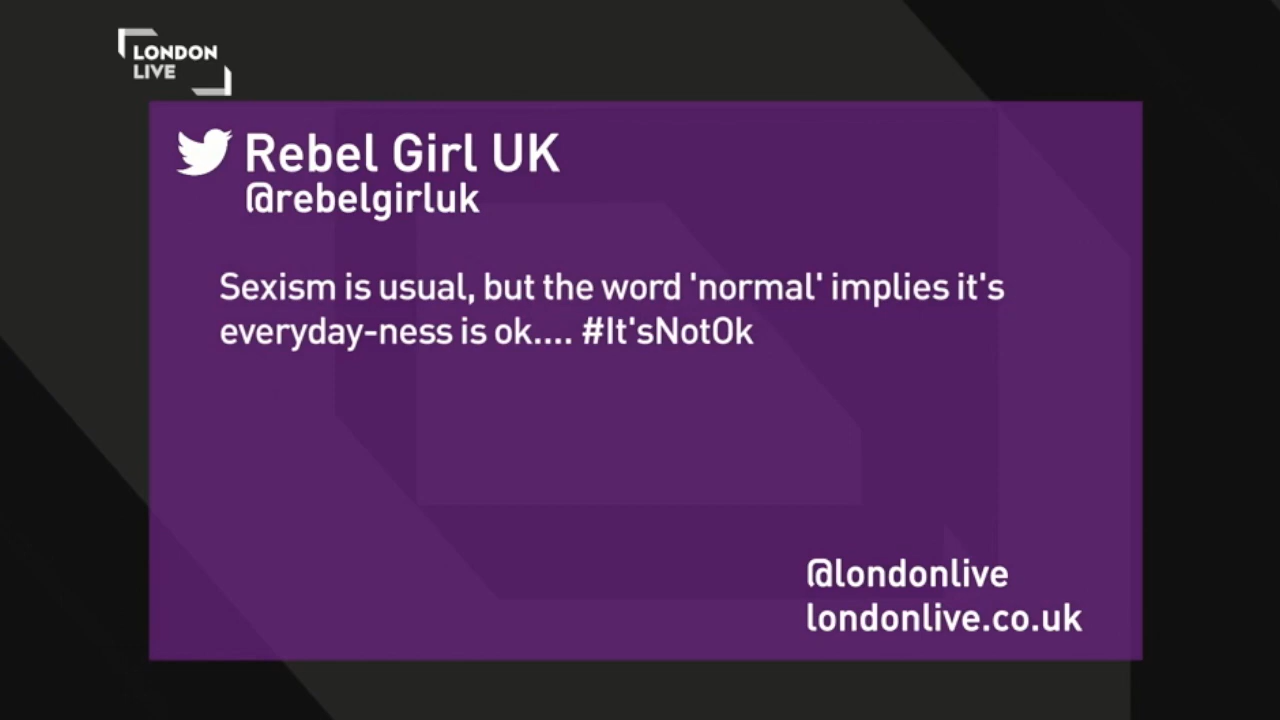 LONDON
LIVE
Rebel Girl UK
@rebelgirluk
Sexism is usual, but the word 'normal' implies it's
everyday-ness is ok.... #It'sNotOk
@londonlive
londonlive.co.uk